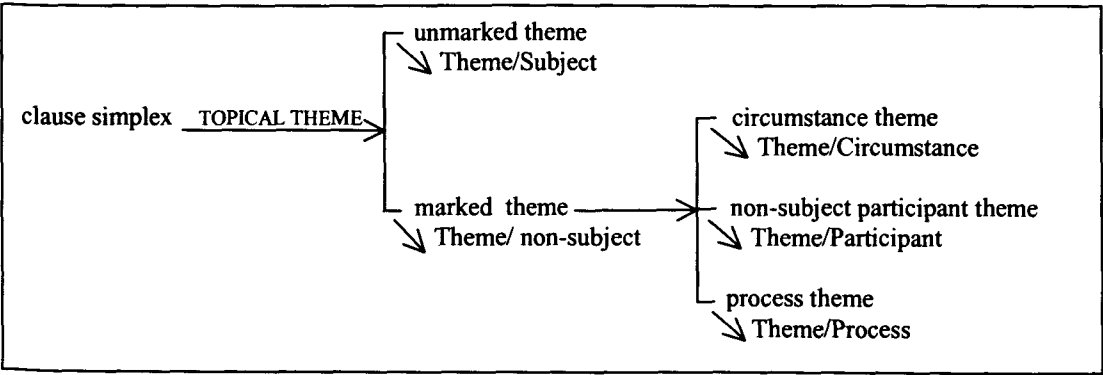 unmarked theme
Theme/Subject
clause simplex TOPICAL THEME
circumstance theme
Theme/Circumstance
marked theme
Theme/ non-subject
non-subject participant theme
Theme/Participant
process theme
Theme/Process